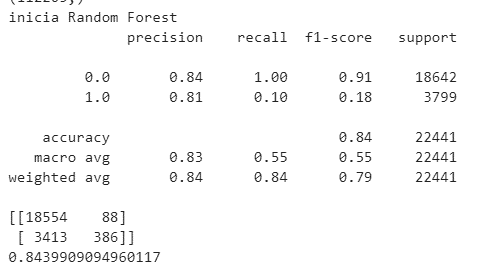 (112203,)
inicia Random Forest
precision recall f1-score support
0.0 0.84 1.00 0.91 18642
1.0 0.81 0.10 0.18 3799
accuracy 0.84 22441
macro avg 0.83 0.55 0.55 22441
weighted avg 0.84 0.84 0.79 22441
[[18554 88]
[ 3413 386]]
0.8439909094960117